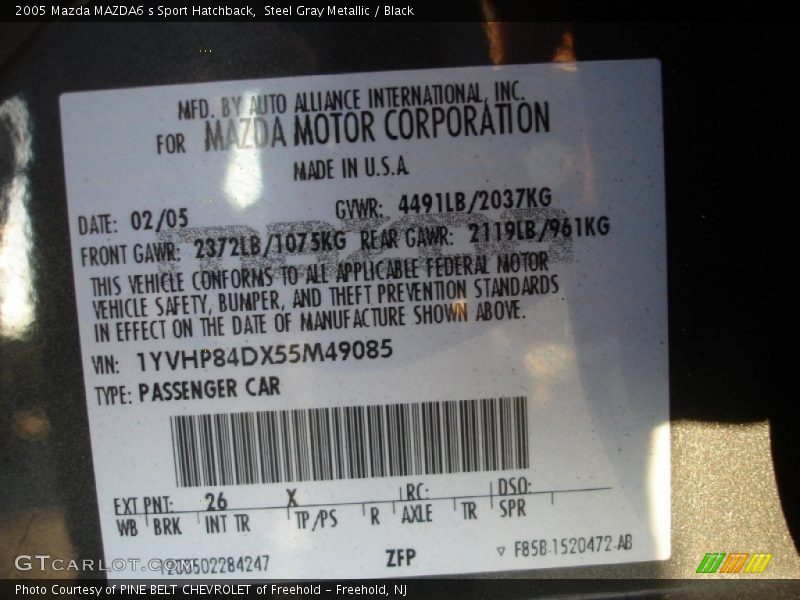 2005 Mazda MAZDA6 s Sport Hatchback,  Steel Gray Metallic / Black
MFD. BY AUTO ALLIANCE INTERNATIONAL, INC.
FOR MAZDA MOTOR CORPORATION
MADE IN U.S.A.
DATE: 02/05 GVWR: 4491LB/2037KG
FRONT GAWR: 2372LB/1075KG REAR GAWR: 2119LB/961KG
THIS VEHICLE CONFORMS TO ALL APPLICABLE FEDERAL MOTOR
VEHICLE SAFETY, BUMPER, AND THEFT PREVENTION STANDARDS
IN EFFECT ON THE DATE OF MANUFACTURE SHOWN ABOVE.
VIN: 1YVHP84DX55M49085
TYPE: PASSENGER CAR
EXT PNT: 26 X RC: DSO:
WB BRK INT TR TP/PS R AXLE TR SPR
ZFP ▽ F85B-1520472-AB
GTCarLot.com
Photo Courtesy of PINE BELT CHEVROLET of Freehold - Freehold, NJ